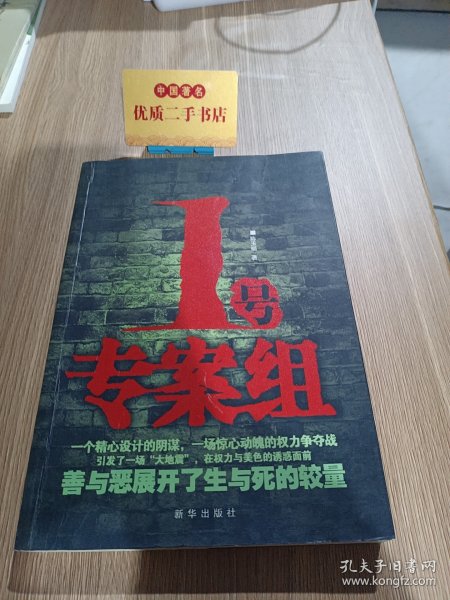 中国著名
优质二手书店
1号
著
专案组
一个精心设计的阴谋，一场惊心动魄的权力争夺战
引发了一场“大地震”，在权力与美色的诱惑面前
善与恶展开了生与死的较量
新华出版社
孔夫子旧书网
www.kongfz.com